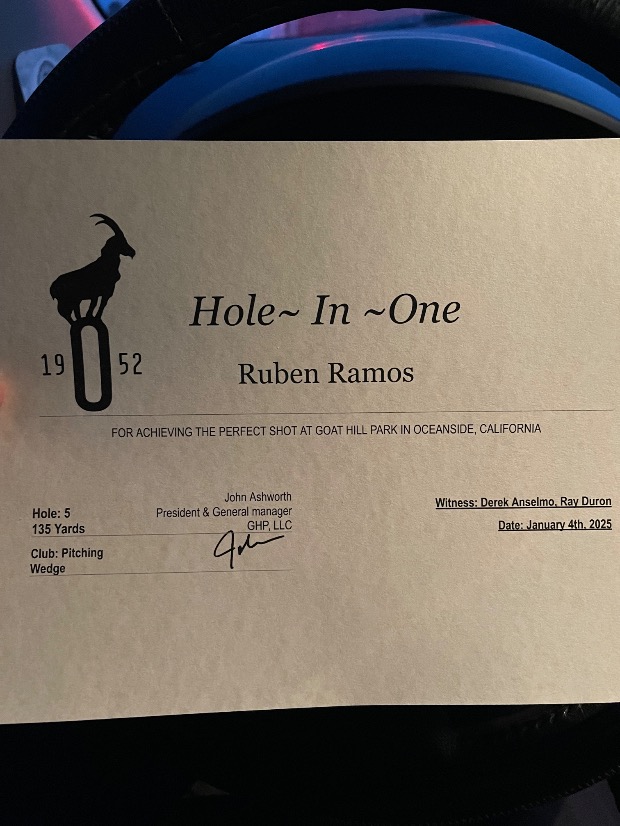 19 52
Hole~ In ~One
Ruben Ramos
FOR ACHIEVING THE PERFECT SHOT AT GOAT HILL PARK IN OCEANSIDE, CALIFORNIA
Hole: 5
135 Yards
Club: Pitching
Wedge
John Ashworth
President & General manager
GHP, LLC
John
Witness: Derek Anselmo, Ray Duron
Date: January 4th, 2025